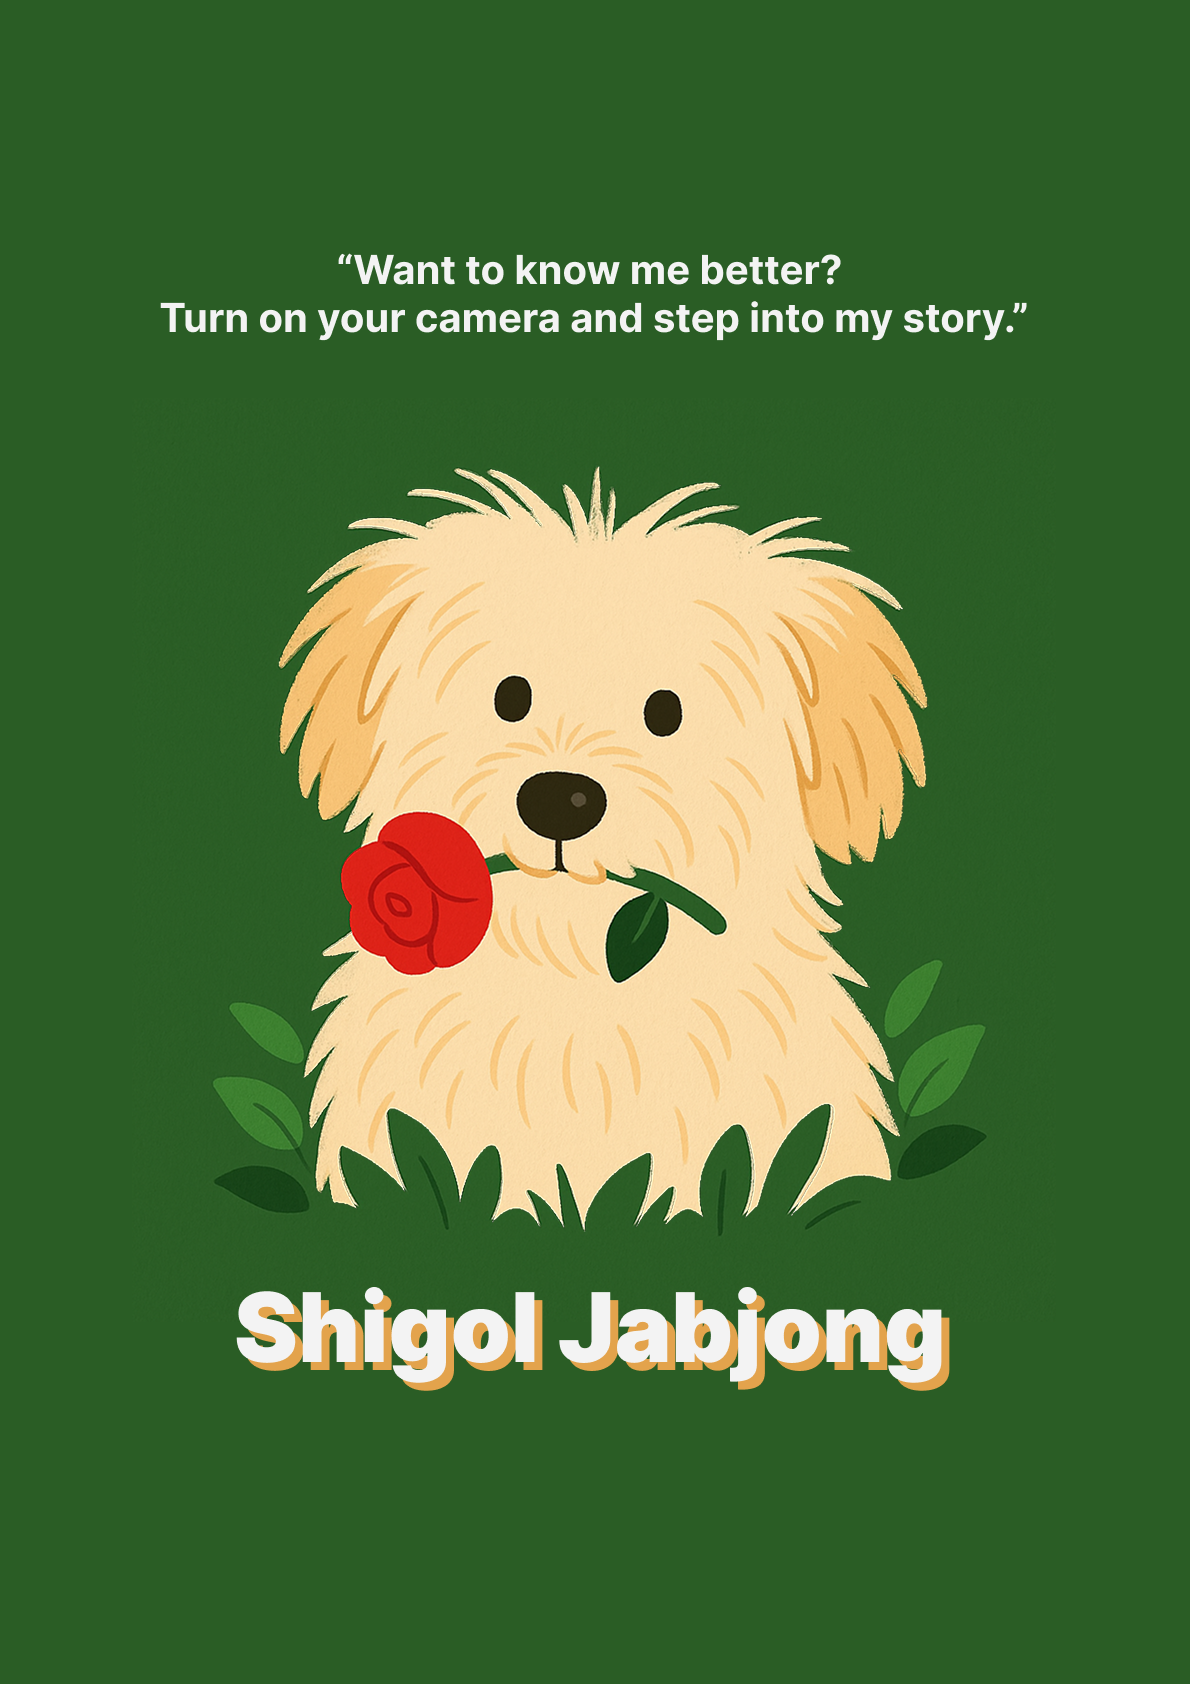 “Want to know me better?
Turn on your camera and step into my story.”
Shigol Jabjong